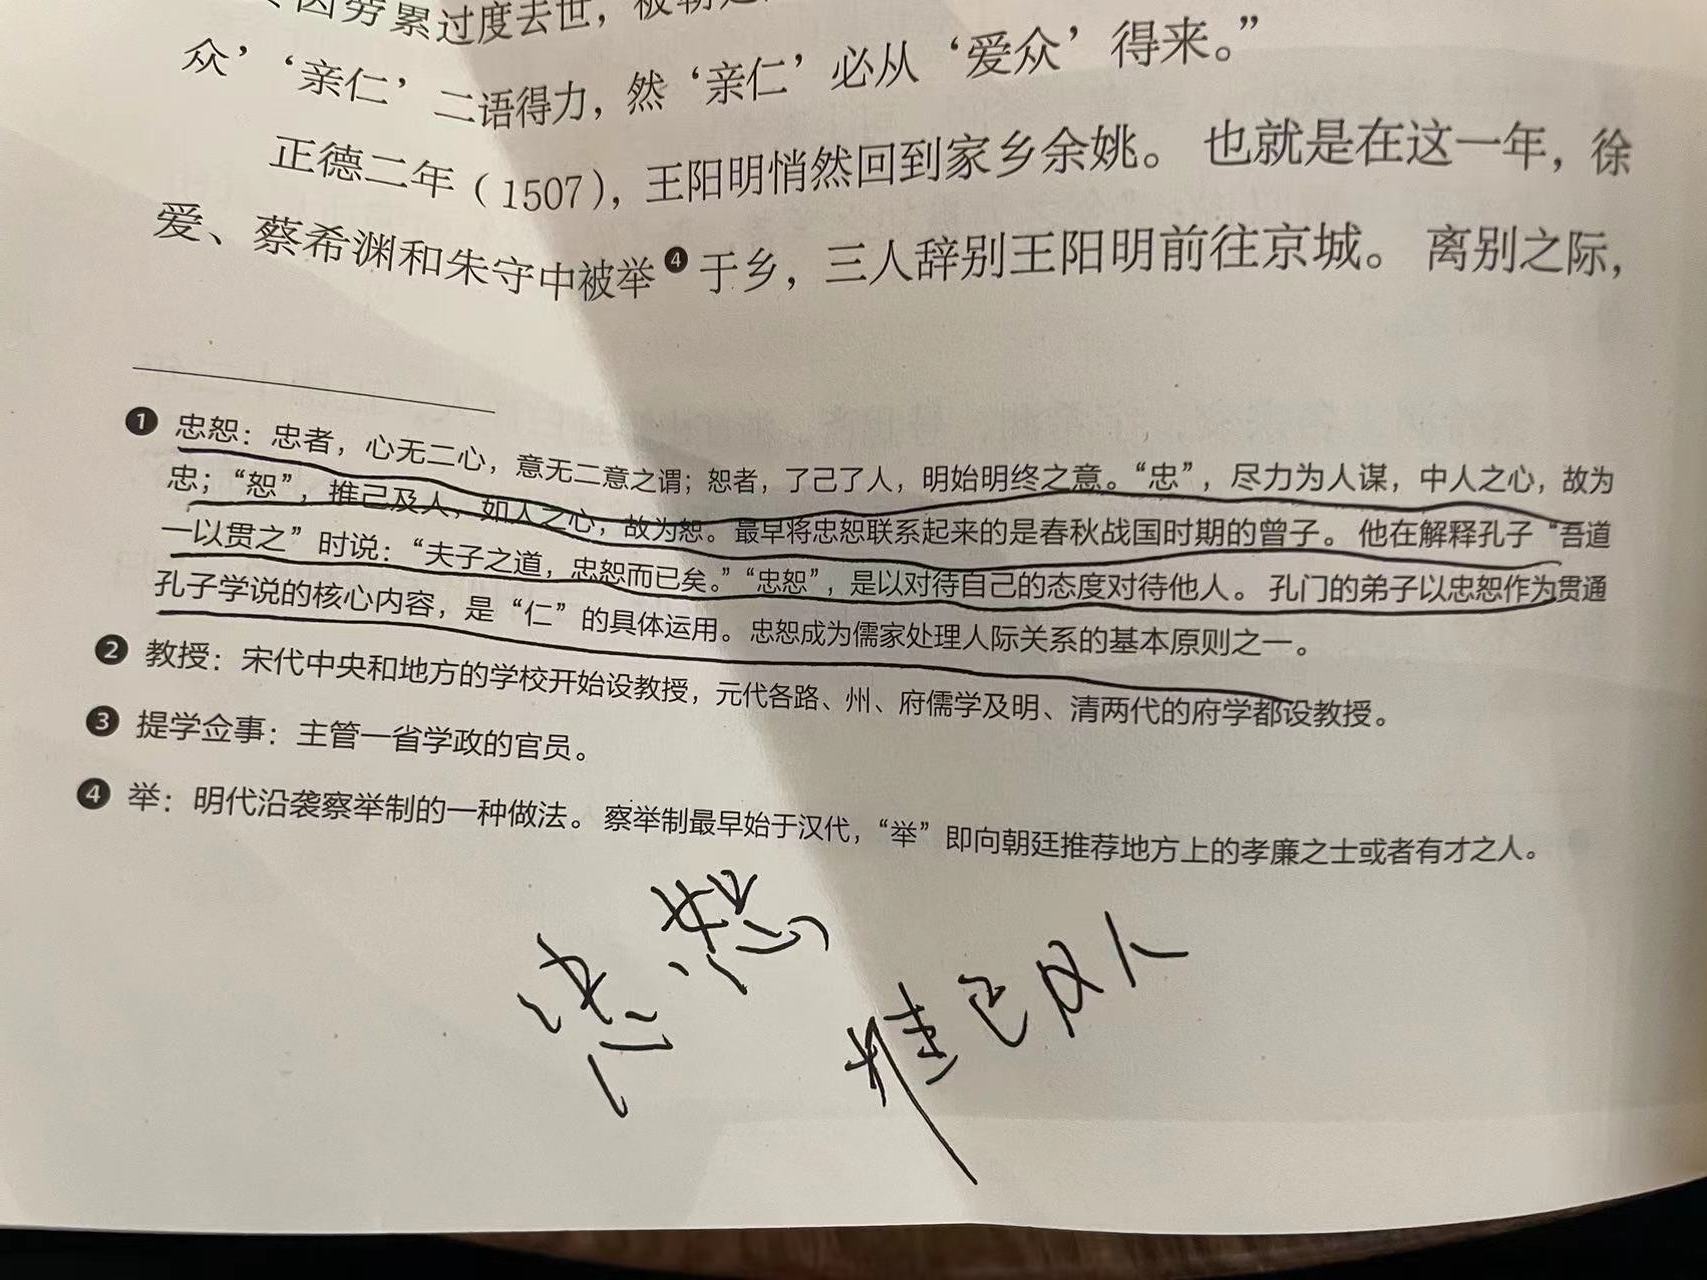 因劳累过度去世，被朝
众’‘亲仁’二语得力，然‘亲仁’必从‘爱众’得来。”
正德二年（1507），王阳明悄然回到家乡余姚。也就是在这一年，徐
爱、蔡希渊和朱守中被举❹于乡，三人辞别王阳明前往京城。离别之际，
❶ 忠恕：忠者，心无二心，意无二意之谓；恕者，了己了人，明始明终之意。“忠”，尽力为人谋，中人之心，故为
忠；“恕”，推己及人，如人之心，故为恕。最早将忠恕联系起来的是春秋战国时期的曾子。他在解释孔子“吾道
一以贯之”时说：“夫子之道，忠恕而已矣。”“忠恕”，是以对待自己的态度对待他人。孔门的弟子以忠恕作为贯通
孔子学说的核心内容，是“仁”的具体运用。忠恕成为儒家处理人际关系的基本原则之一。
❷ 教授：宋代中央和地方的学校开始设教授，元代各路、州、府儒学及明、清两代的府学都设教授。
❸ 提学佥事：主管一省学政的官员。
❹ 举：明代沿袭察举制的一种做法。察举制最早始于汉代，“举”即向朝廷推荐地方上的孝廉之士或者有才之人。
忠恕
推己及人